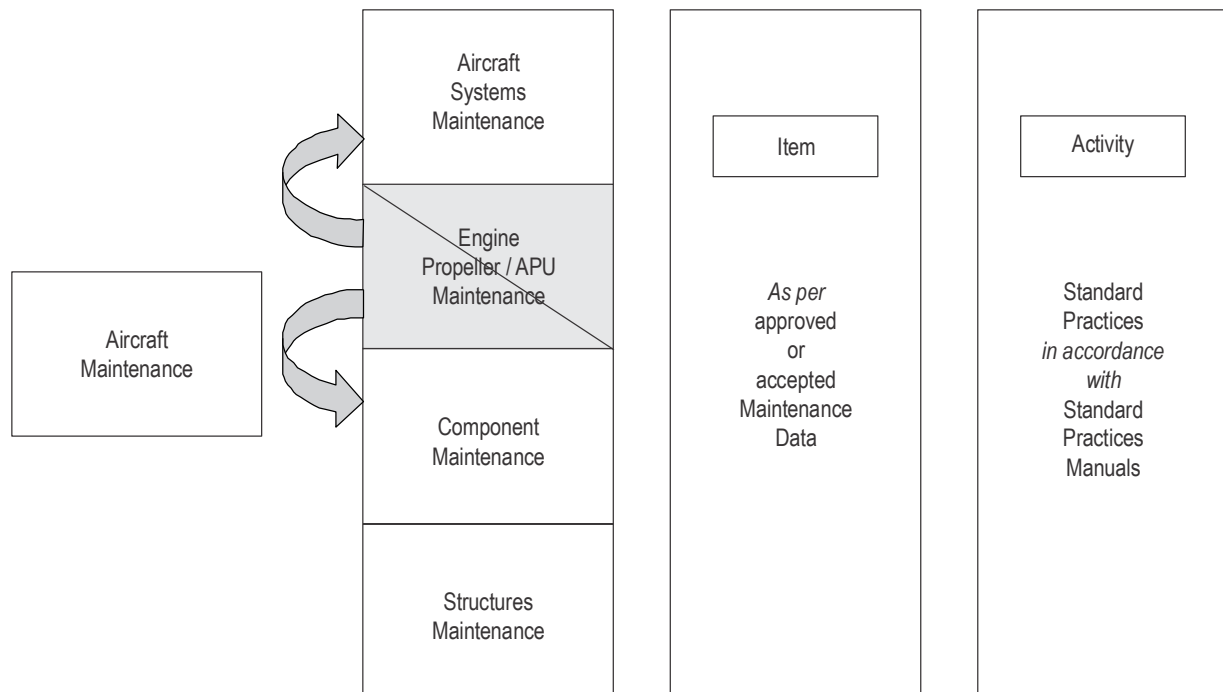 Aircraft
Maintenance
Aircraft
Systems
Maintenance
Engine
Propeller / APU
Maintenance
Component
Maintenance
Structures
Maintenance
Item
As per
approved
or
accepted
Maintenance
Data
Activity
Standard
Practices
in accordance
with
Standard
Practices
Manuals